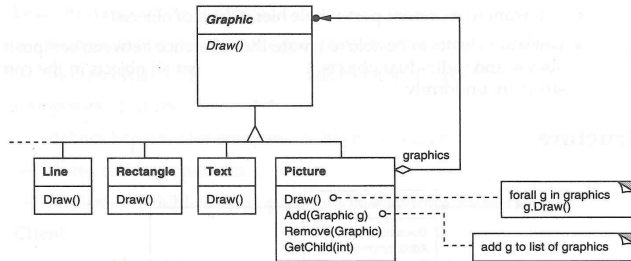 Graphic
Draw()
graphics
Line
Draw()
Rectangle
Draw()
Text
Draw()
Picture
Draw()
Add(Graphic g)
Remove(Graphic)
GetChild(int)
forall g in graphics
g.Draw()
add g to list of graphics